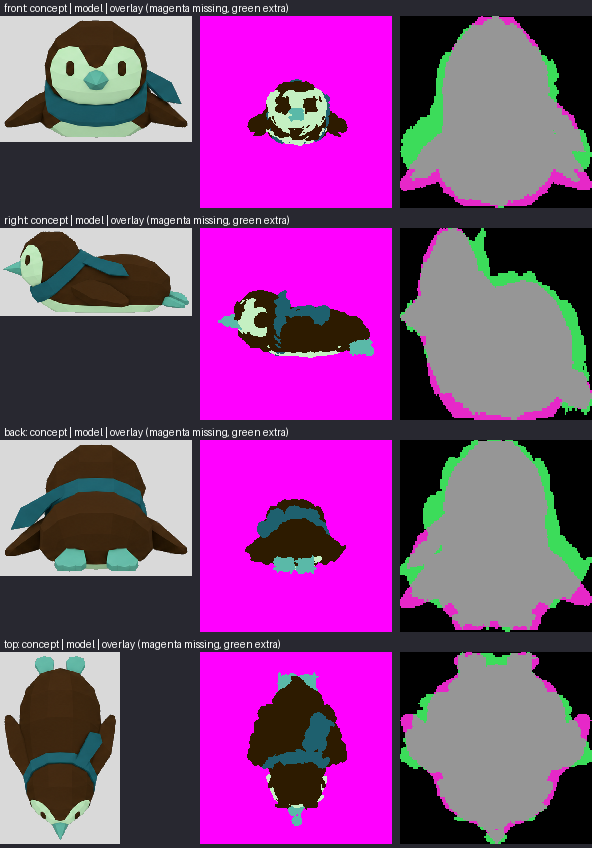 front: concept | model | overlay (magenta missing, green extra)
right: concept | model | overlay (magenta missing, green extra)
back: concept | model | overlay (magenta missing, green extra)
top: concept | model | overlay (magenta missing, green extra)